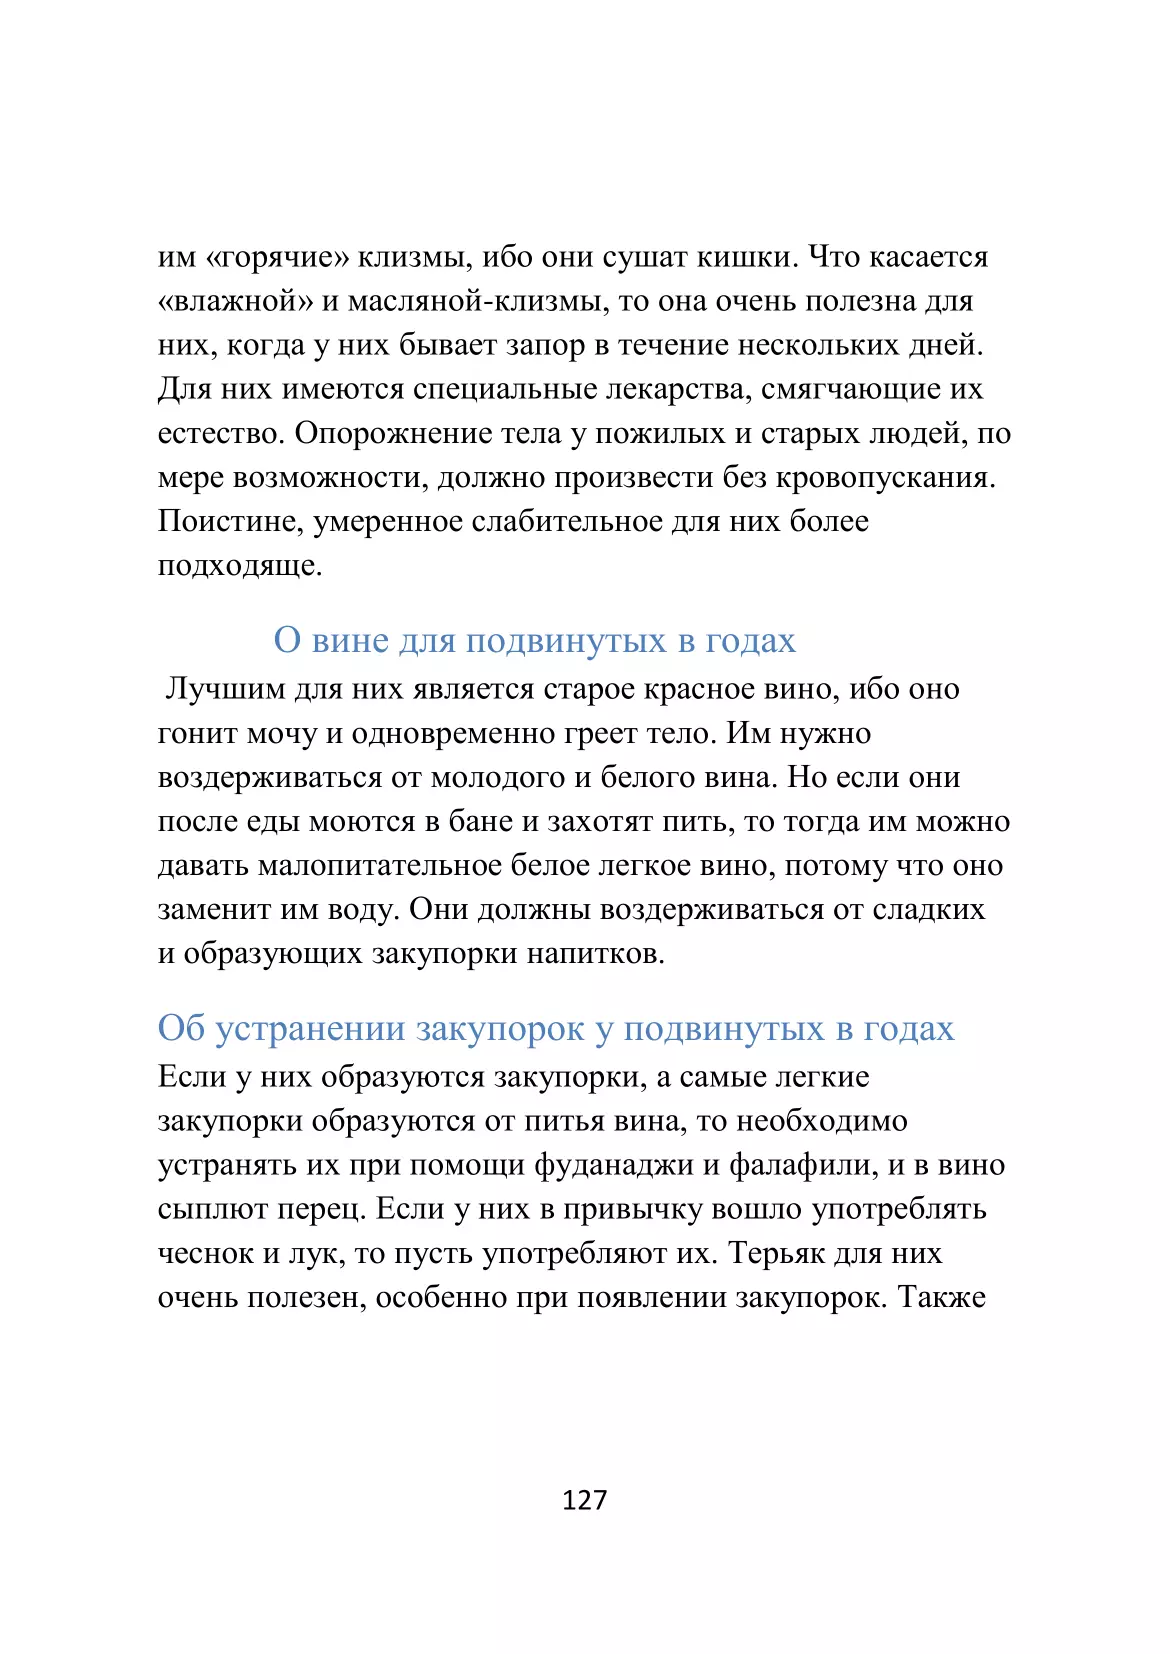 им «горячие» клизмы, ибо они сушат кишки. Что касается
«влажной» и масляной-клизмы, то она очень полезна для
них, когда у них бывает запор в течение нескольких дней.
Для них имеются специальные лекарства, смягчающие их
естество. Опорожнение тела у пожилых и старых людей, по
мере возможности, должно произвести без кровопускания.
Поистине, умеренное слабительное для них более
подходяще.
О вине для подвинутых в годах
Лучшим для них является старое красное вино, ибо оно
гонит мочу и одновременно греет тело. Им нужно
воздерживаться от молодого и белого вина. Но если они
после еды моются в бане и захотят пить, то тогда им можно
давать малопитательное белое легкое вино, потому что оно
заменит им воду. Они должны воздерживаться от сладких
и образующих закупорки напитков.
Об устранении закупорок у подвинутых в годах
Если у них образуются закупорки, а самые легкие
закупорки образуются от питья вина, то необходимо
устранять их при помощи фуданаджи и фалафили, и в вино
сыплют перец. Если у них в привычку вошло употреблять
чеснок и лук, то пусть употребляют их. Терьяк для них
очень полезен, особенно при появлении закупорок. Также
127